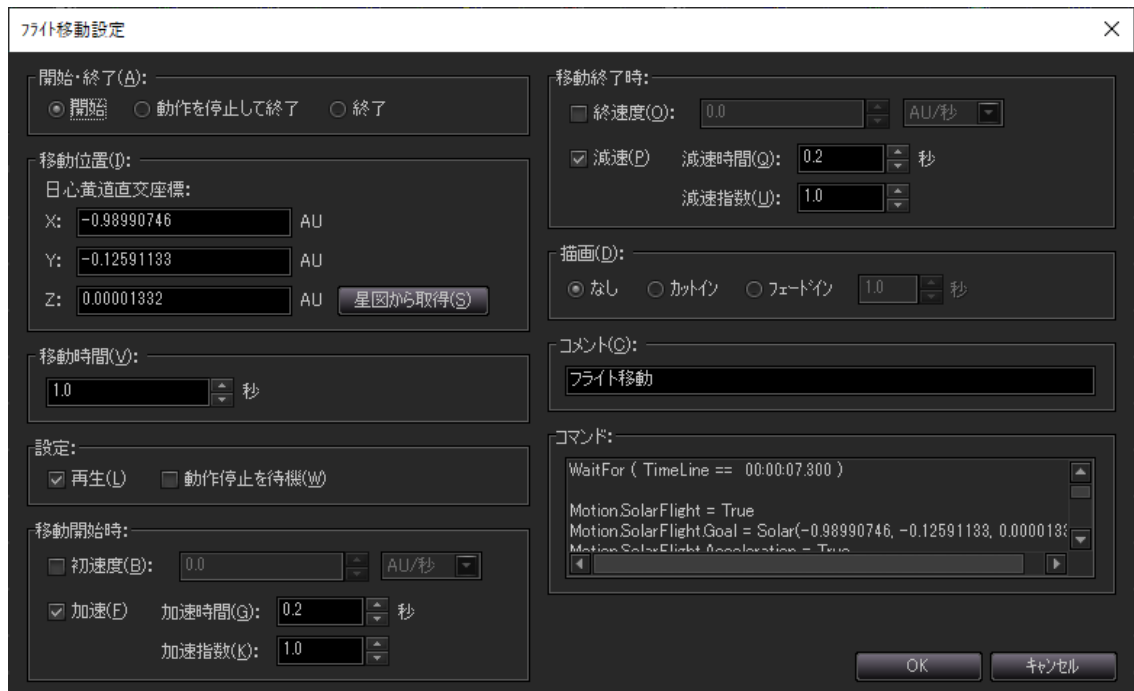 フライト移動設定
開始・終了(A):
開始 動作を停止して終了 終了
移動位置(I):
日心黄道直交座標:
X: -0.98990746 AU
Y: -0.12591133 AU
Z: 0.00001332 AU 星図から取得(S)
移動時間(V):
1.0 秒
設定:
再生(L) 動作停止を待機(W)
移動開始時:
初速度(B): 0.0 AU/秒
加速(F) 加速時間(G): 0.2 秒
加速指数(K): 1.0
移動終了時:
終速度(O): 0.0 AU/秒
減速(P) 減速時間(Q): 0.2 秒
減速指数(U): 1.0
描画(D):
なし カットイン フェードイン 1.0 秒
コメント(C):
フライト移動
コマンド:
WaitFor ( TimeLine == 00:00:07.300 )
Motion.SolarFlight = True
Motion.SolarFlight.Goal = Solar(-0.98990746, -0.12591133, 0.0000133
Motion.SolarFlight.Acceleration = True
OK キャンセル